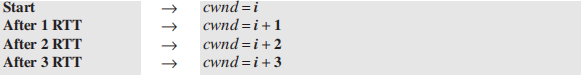 Start → cwnd = i
After 1 RTT → cwnd = i + 1
After 2 RTT → cwnd = i + 2
After 3 RTT → cwnd = i + 3